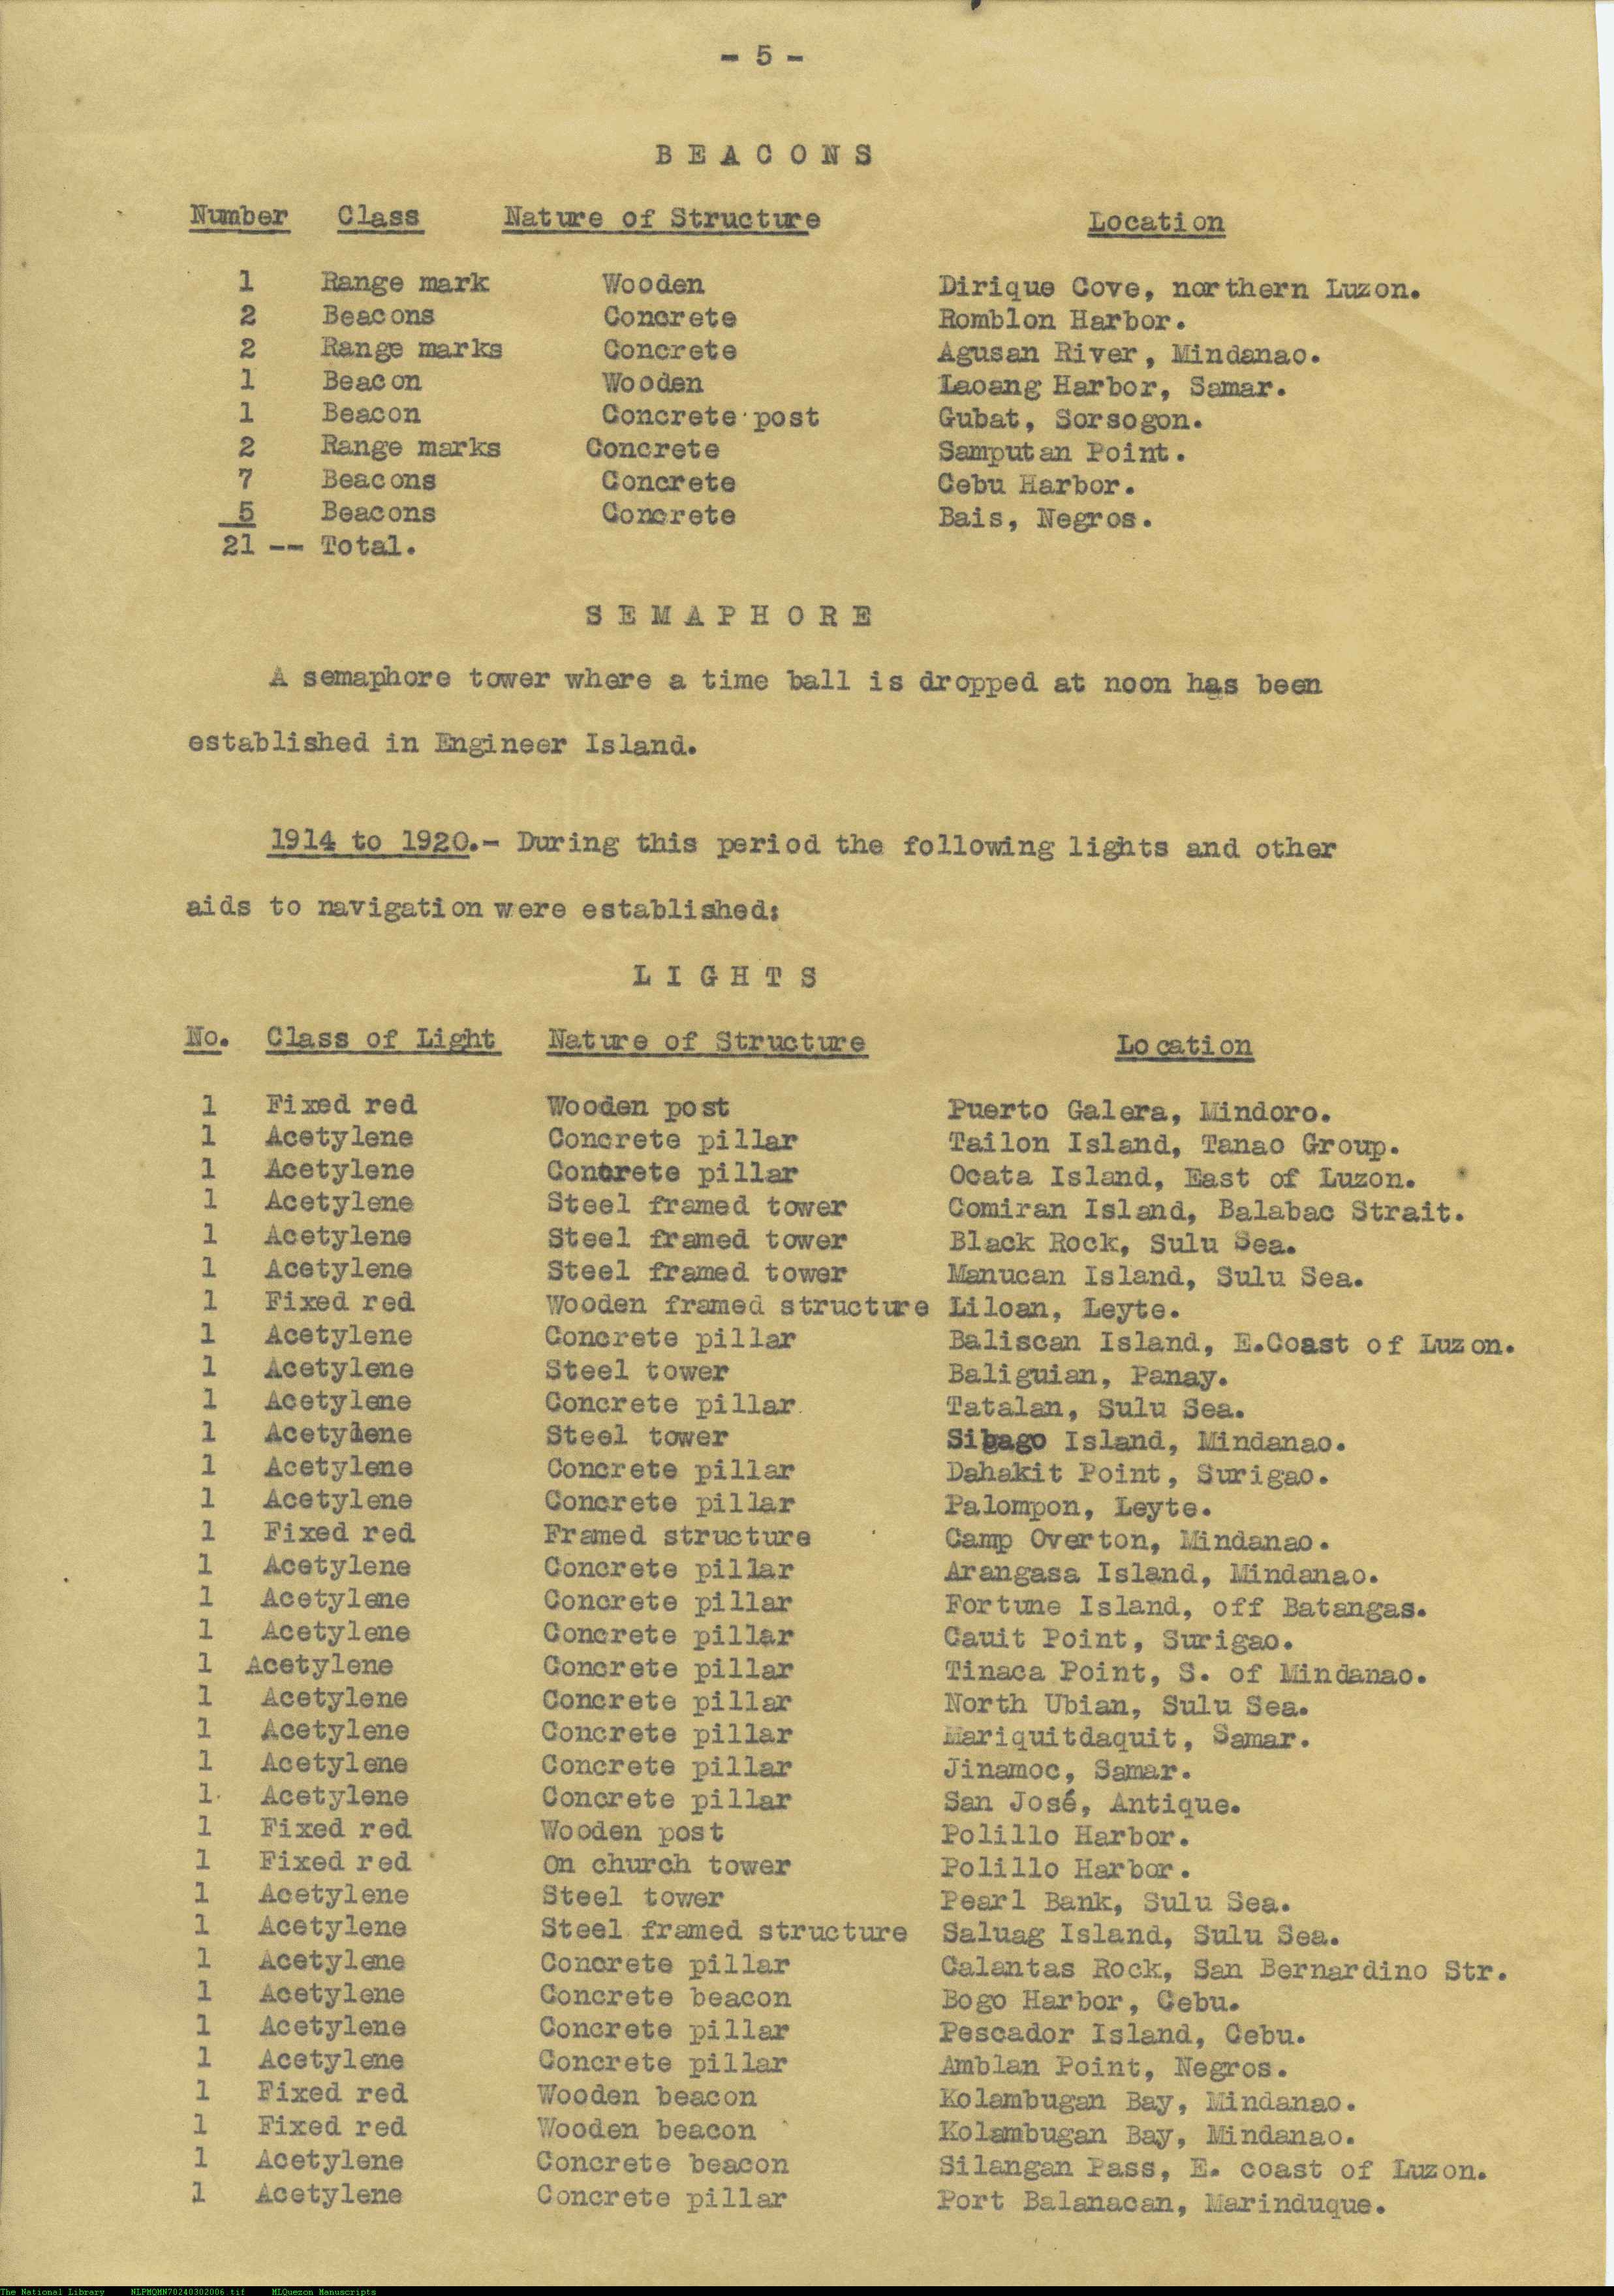 - 5 -
B E A C O N S
Number Class Nature of Structure Location
1 Range mark Wooden Dirique Cove, northern Luzon.
2 Beacons Concrete Romblon Harbor.
2 Range marks Concrete Agusan River, Mindanao.
1 Beacon Wooden Laoang Harbor, Samar.
1 Beacon Concrete post Gubat, Sorsogon.
2 Range marks Concrete Samputan Point.
7 Beacons Concrete Cebu Harbor.
5 Beacons Concrete Bais, Negros.
21 -- Total.
S E M A P H O R E
A semaphore tower where a time ball is dropped at noon has been
established in Engineer Island.
1914 to 1920.- During this period the following lights and other
aids to navigation were established:
L I G H T S
No. Class of Light Nature of Structure Location
1 Fixed red Wooden post Puerto Galera, Mindoro.
1 Acetylene Concrete pillar Tailon Island, Tanao Group.
1 Acetylene Concrete pillar Ocata Island, East of Luzon.
1 Acetylene Steel framed tower Comiran Island, Balabac Strait.
1 Acetylene Steel framed tower Black Rock, Sulu Sea.
1 Acetylene Steel framed tower Manucan Island, Sulu Sea.
1 Fixed red Wooden framed structure Liloan, Leyte.
1 Acetylene Concrete pillar Baliscan Island, E.Coast of Luzon.
1 Acetylene Steel tower Baliguian, Panay.
1 Acetylene Concrete pillar Tatalan, Sulu Sea.
1 Acetylene Steel tower Sibago Island, Mindanao.
1 Acetylene Concrete pillar Dahakit Point, Surigao.
1 Acetylene Concrete pillar Palompon, Leyte.
1 Fixed red Framed structure Camp Overton, Mindanao.
1 Acetylene Concrete pillar Arangasa Island, Mindanao.
1 Acetylene Concrete pillar Fortune Island, off Batangas.
1 Acetylene Concrete pillar Cauit Point, Surigao.
1 Acetylene Concrete pillar Tinaca Point, S. of Mindanao.
1 Acetylene Concrete pillar North Ubian, Sulu Sea.
1 Acetylene Concrete pillar Mariquitdaquit, Samar.
1 Acetylene Concrete pillar Jinamoc, Samar.
1 Acetylene Concrete pillar San José, Antique.
1 Fixed red Wooden post Polillo Harbor.
1 Fixed red On church tower Polillo Harbor.
1 Acetylene Steel tower Pearl Bank, Sulu Sea.
1 Acetylene Steel framed structure Saluag Island, Sulu Sea.
1 Acetylene Concrete pillar Calantas Rock, San Bernardino Str.
1 Acetylene Concrete beacon Bogo Harbor, Cebu.
1 Acetylene Concrete pillar Pescador Island, Cebu.
1 Acetylene Concrete pillar Amblan Point, Negros.
1 Fixed red Wooden beacon Kolambugan Bay, Mindanao.
1 Fixed red Wooden beacon Kolambugan Bay, Mindanao.
1 Acetylene Concrete beacon Silangan Pass, E. coast of Luzon.
1 Acetylene Concrete pillar Port Balanacan, Marinduque.
The National Library NLPMQMN70240302006 tif MLQuezon Manuscripts